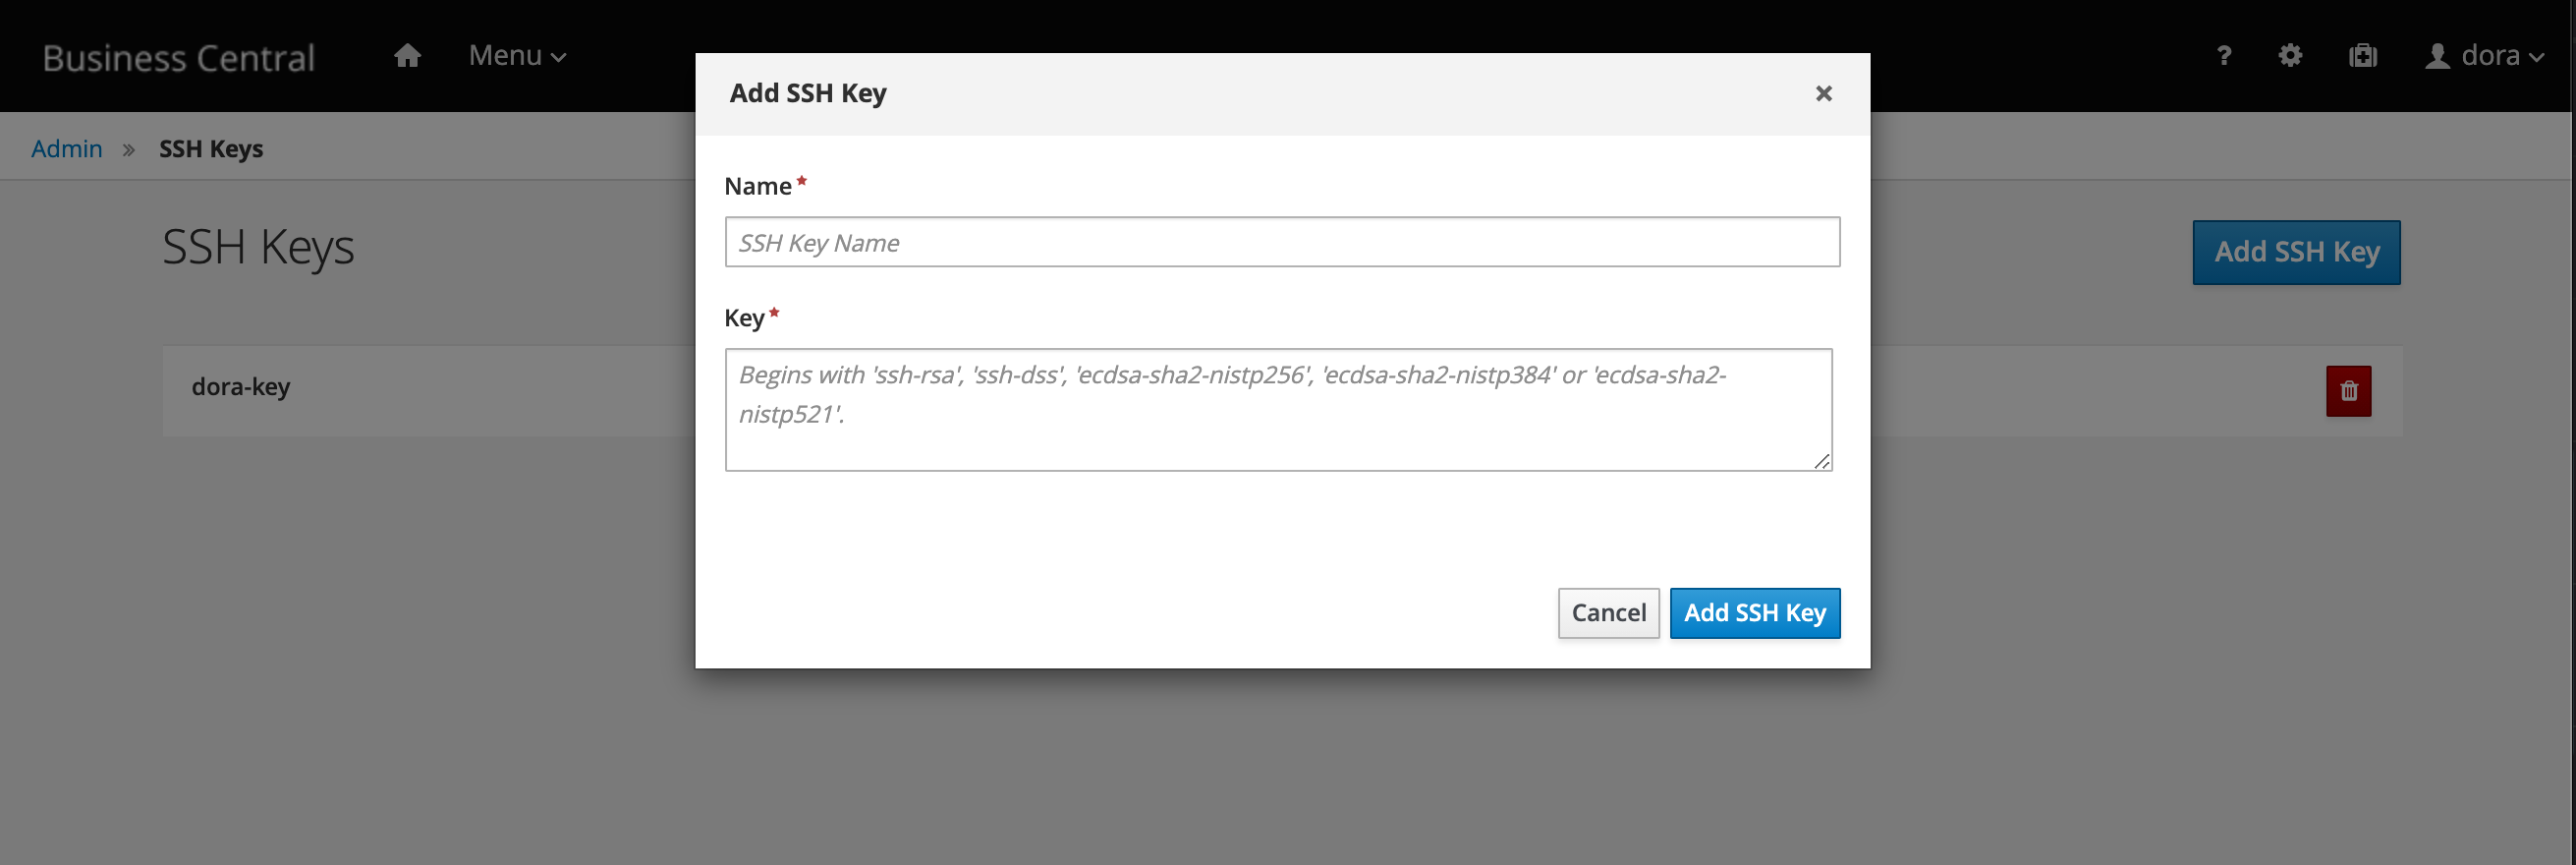 Business Central
Menu
?
dora
Add SSH Key
Admin » SSH Keys
SSH Keys
Add SSH Key
dora-key
Name *
SSH Key Name
Key *
Begins with 'ssh-rsa', 'ssh-dss', 'ecdsa-sha2-nistp256', 'ecdsa-sha2-nistp384' or 'ecdsa-sha2-
nistp521'.
Cancel
Add SSH Key